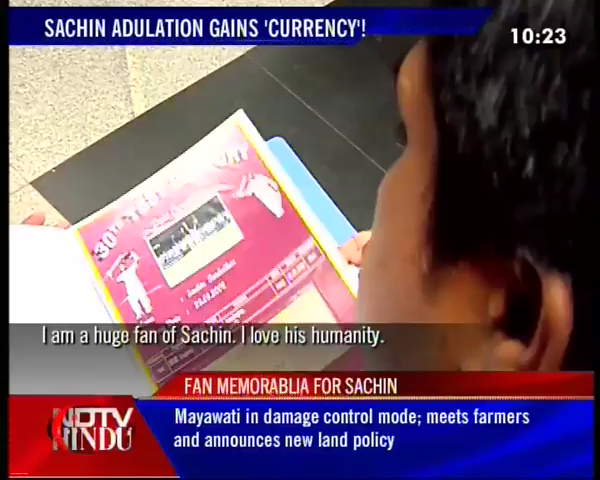 SACHIN ADULATION GAINS 'CURRENCY'!
10:23
30TH
I am a huge fan of Sachin. I love his humanity.
FAN MEMORABLIA FOR SACHIN
NDTV
HINDU
Mayawati in damage control mode; meets farmers
and announces new land policy